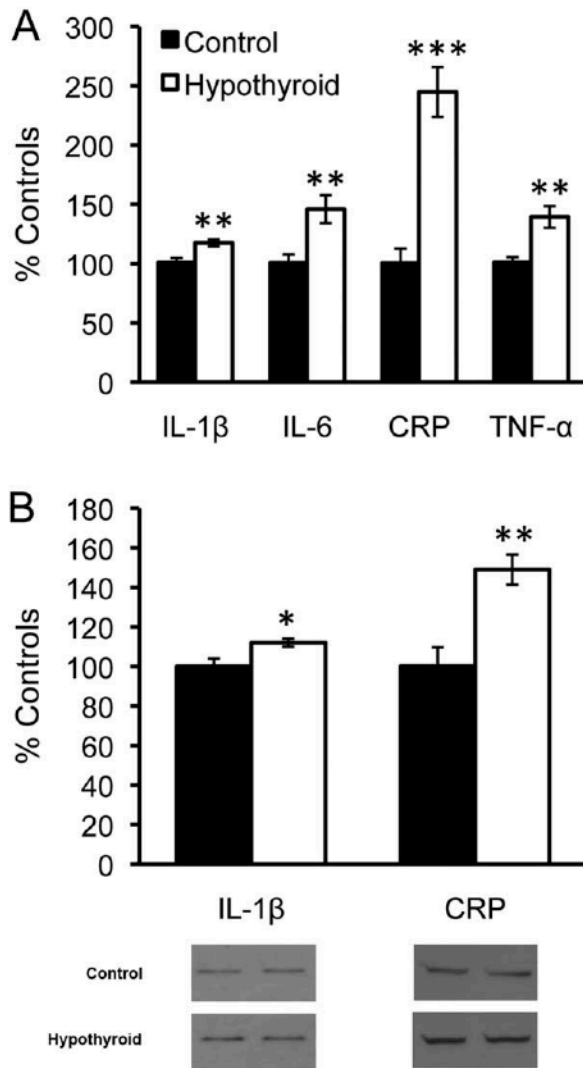 A
300
250
200
150
100
50
0
% Controls
Control
Hypothyroid
**
**
***
**
IL-1β IL-6 CRP TNF-α
B
180
160
140
120
100
80
60
40
20
0
% Controls
*
**
IL-1β CRP
Control
Hypothyroid